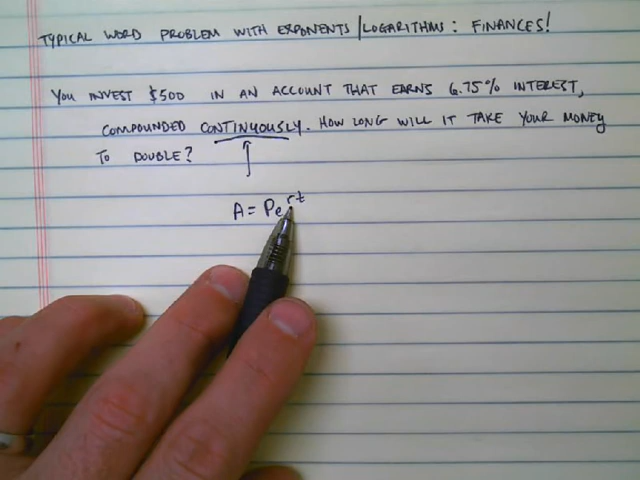 TYPICAL WORD PROBLEM WITH EXPONENTS/LOGARITHMS: FINANCES!
YOU INVEST $500 IN AN ACCOUNT THAT EARNS 6.75% INTEREST,
COMPOUNDED CONTINUOUSLY. HOW LONG WILL IT TAKE YOUR MONEY
TO DOUBLE?
A = Pe^rt